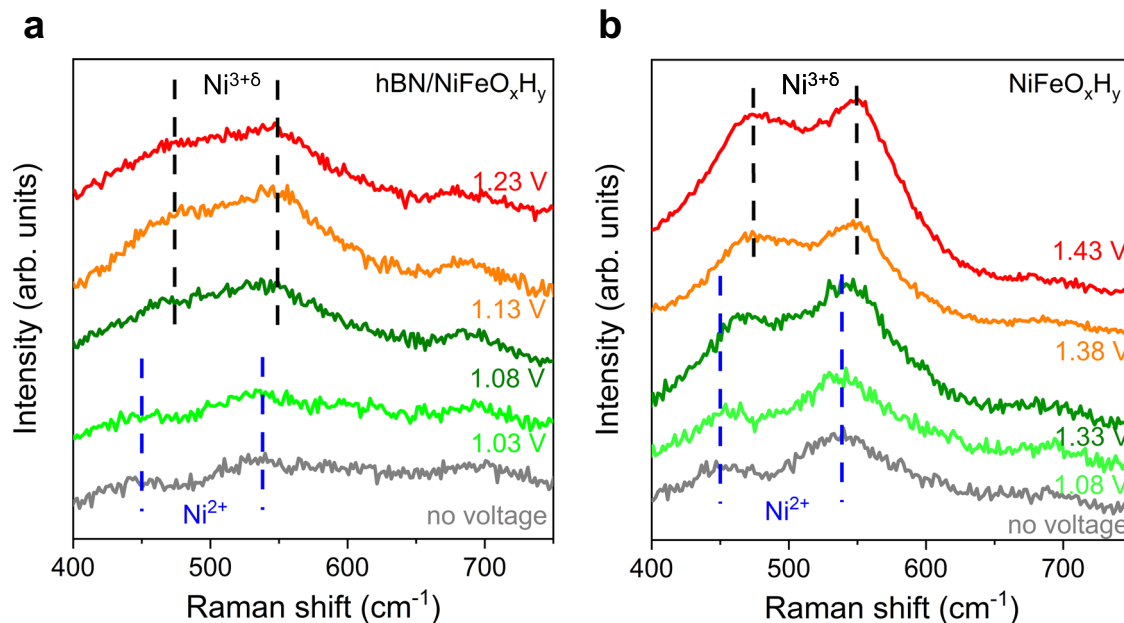 a
Ni³⁺ᵟ
hBN/NiFeOₓHᵧ
1.23 V
1.13 V
1.08 V
1.03 V
no voltage
Ni²⁺
Intensity (arb. units)
400
500
600
700
Raman shift (cm⁻¹)
b
Ni³⁺ᵟ
NiFeOₓHᵧ
1.43 V
1.38 V
1.33 V
1.08 V
no voltage
Ni²⁺
Intensity (arb. units)
400
500
600
700
Raman shift (cm⁻¹)